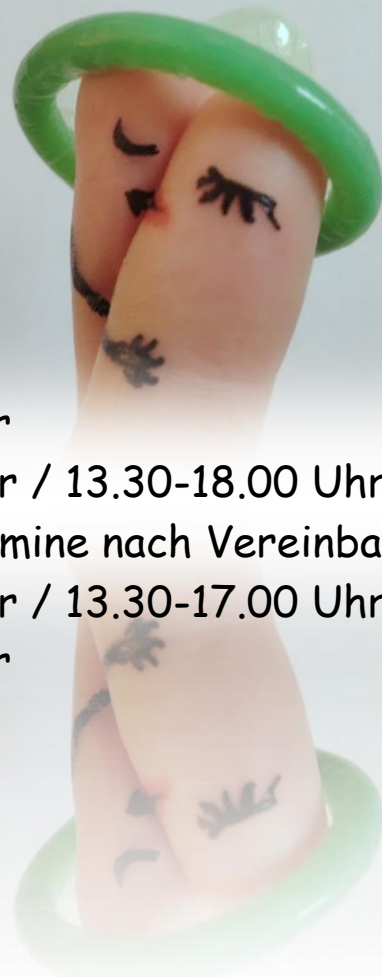 r
r / 13.30-18.00 Uhr
mine nach Vereinba
r / 13.30-17.00 Uhr
r